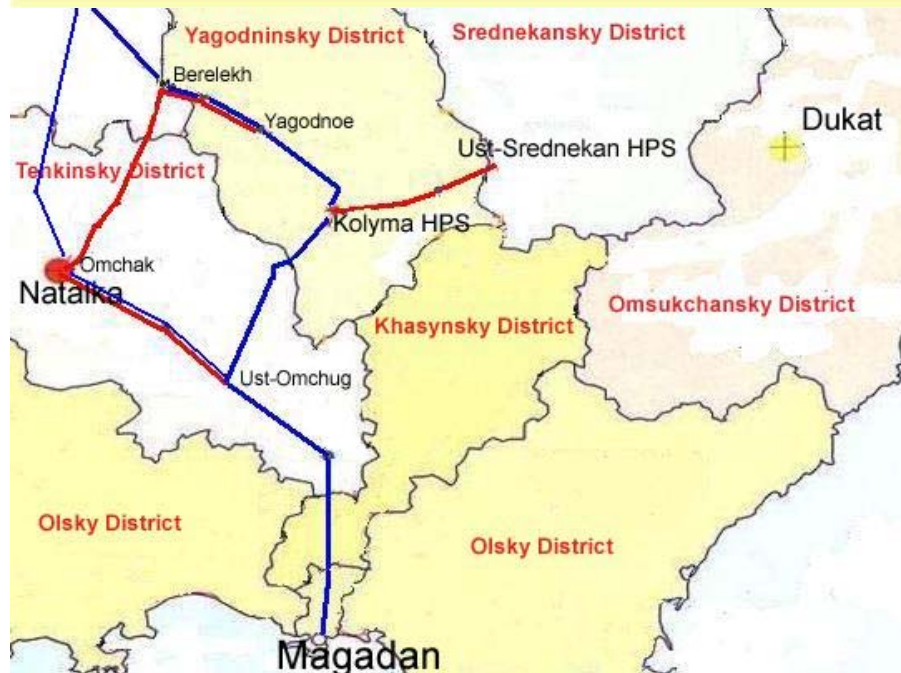 Yagodninsky District
Srednekansky District
Berelekh
Yagodnoe
Dukat
Ust-Srednekan HPS
Tenkinsky District
Kolyma HPS
Omchak
Natalka
Omsukchansky District
Khasynsky District
Ust-Omchug
Olsky District
Olsky District
Magadan